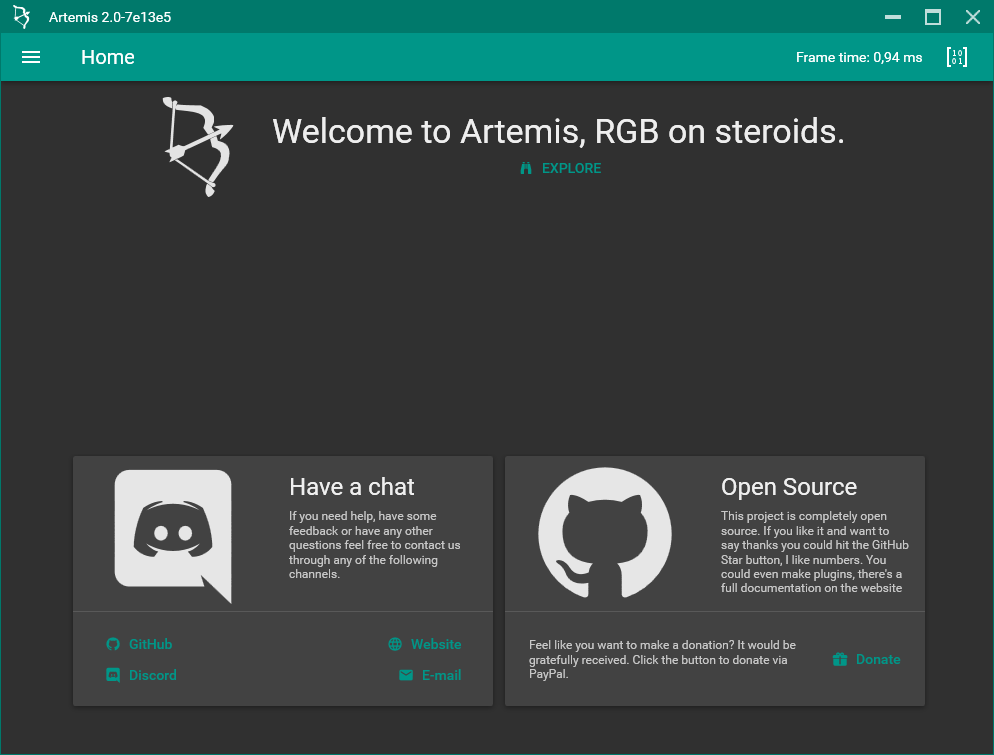 Artemis 2.0-7e13e5
Home
Frame time: 0,94 ms
10
01
Welcome to Artemis, RGB on steroids.
EXPLORE
Have a chat
If you need help, have some
feedback or have any other
questions feel free to contact us
through any of the following
channels.
GitHub
Website
Discord
E-mail
Open Source
This project is completely open
source. If you like it and want to
say thanks you could hit the GitHub
Star button, I like numbers. You
could even make plugins, there's a
full documentation on the website
Feel like you want to make a donation? It would be
gratefully received. Click the button to donate via
PayPal.
Donate